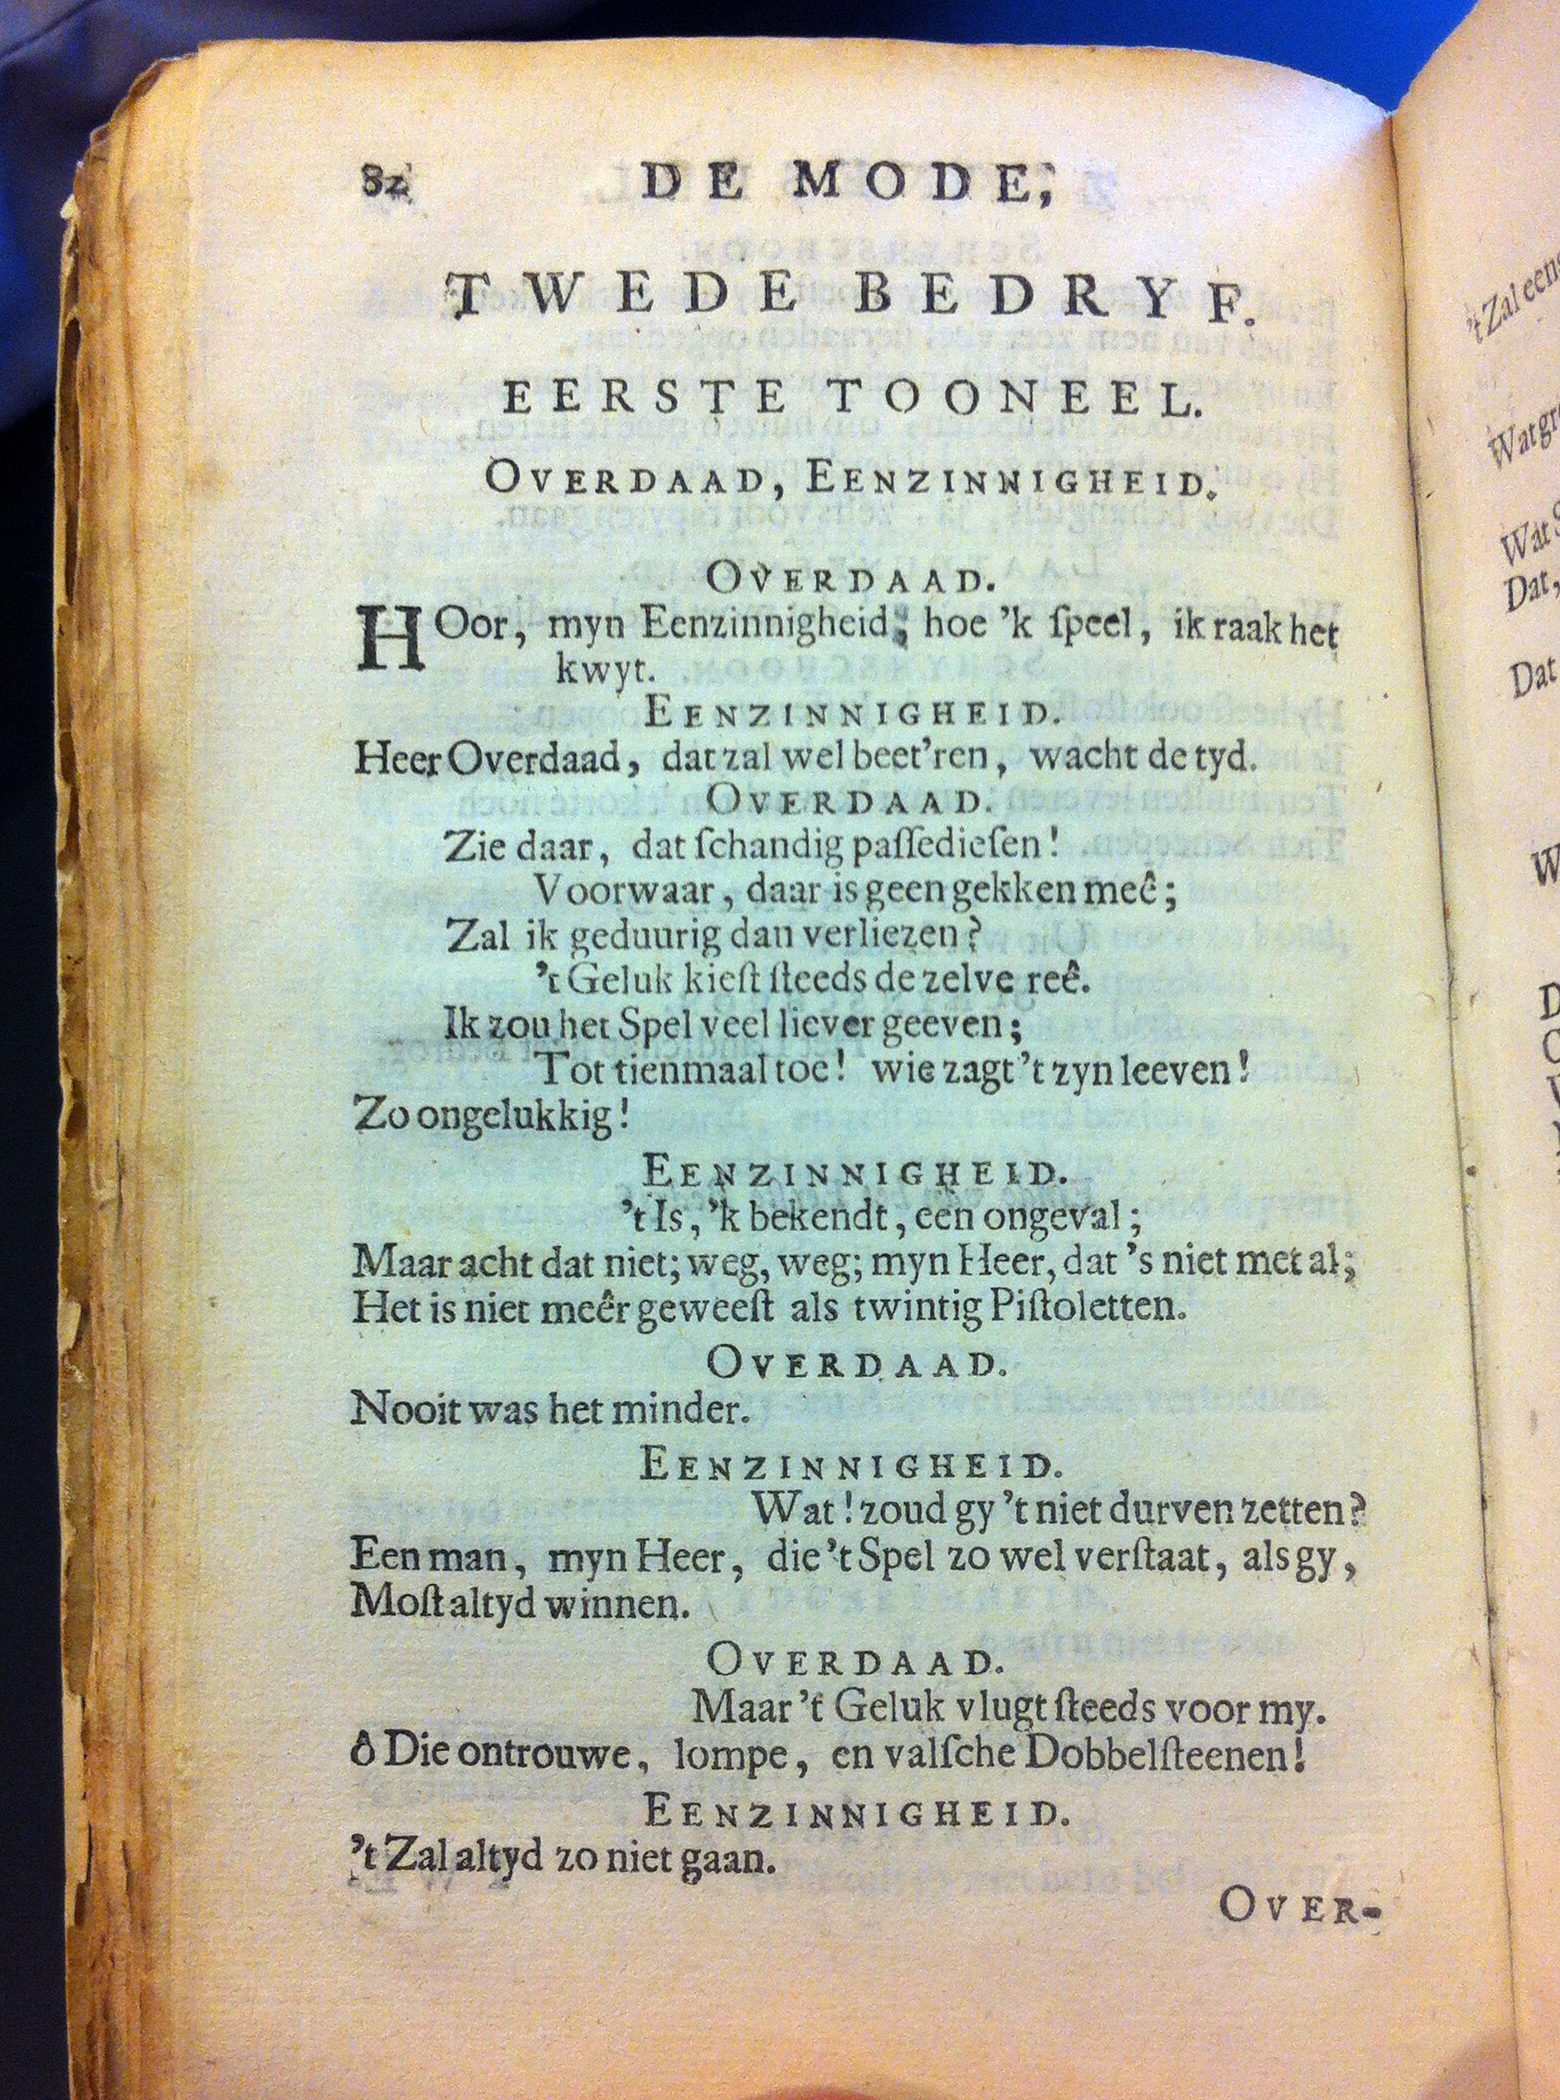 82 DE MODE,
TWEDE BEDRYF.
EERSTE TOONEEL.
OVERDAAD, EENZINNIGHEID.
OVERDAAD.
HOor, myn Eenzinnigheid, hoe 'k ſpeel, ik raak het
kwyt.
EENZINNIGHEID.
Heer Overdaad, dat zal wel beet'ren, wacht de tyd.
OVERDAAD.
Zie daar, dat ſchandig paſſedieſen!
Voorwaar, daar is geen gekken meê;
Zal ik geduurig dan verliezen?
't Geluk kieſt ſteeds de zelve reê.
Ik zou het Spel veel liever geeven;
Tot tienmaal toe! wie zagt 't zyn leeven!
Zo ongelukkig!
EENZINNIGHEID.
't Is, 'k bekendt, een ongeval;
Maar acht dat niet; weg, weg; myn Heer, dat 's niet met al;
Het is niet meêr geweeſt als twintig Piſtoletten.
OVERDAAD.
Nooit was het minder.
EENZINNIGHEID.
Wat! zoud gy 't niet durven zetten?
Een man, myn Heer, die 't Spel zo wel verſtaat, als gy,
Moſt altyd winnen.
OVERDAAD.
Maar 't Geluk vlugt ſteeds voor my.
ô Die ontrouwe, lompe, en valſche Dobbelſteenen!
EENZINNIGHEID.
't Zal altyd zo niet gaan.
OVER-
't Zal eens
Wat
Dat,
Dat